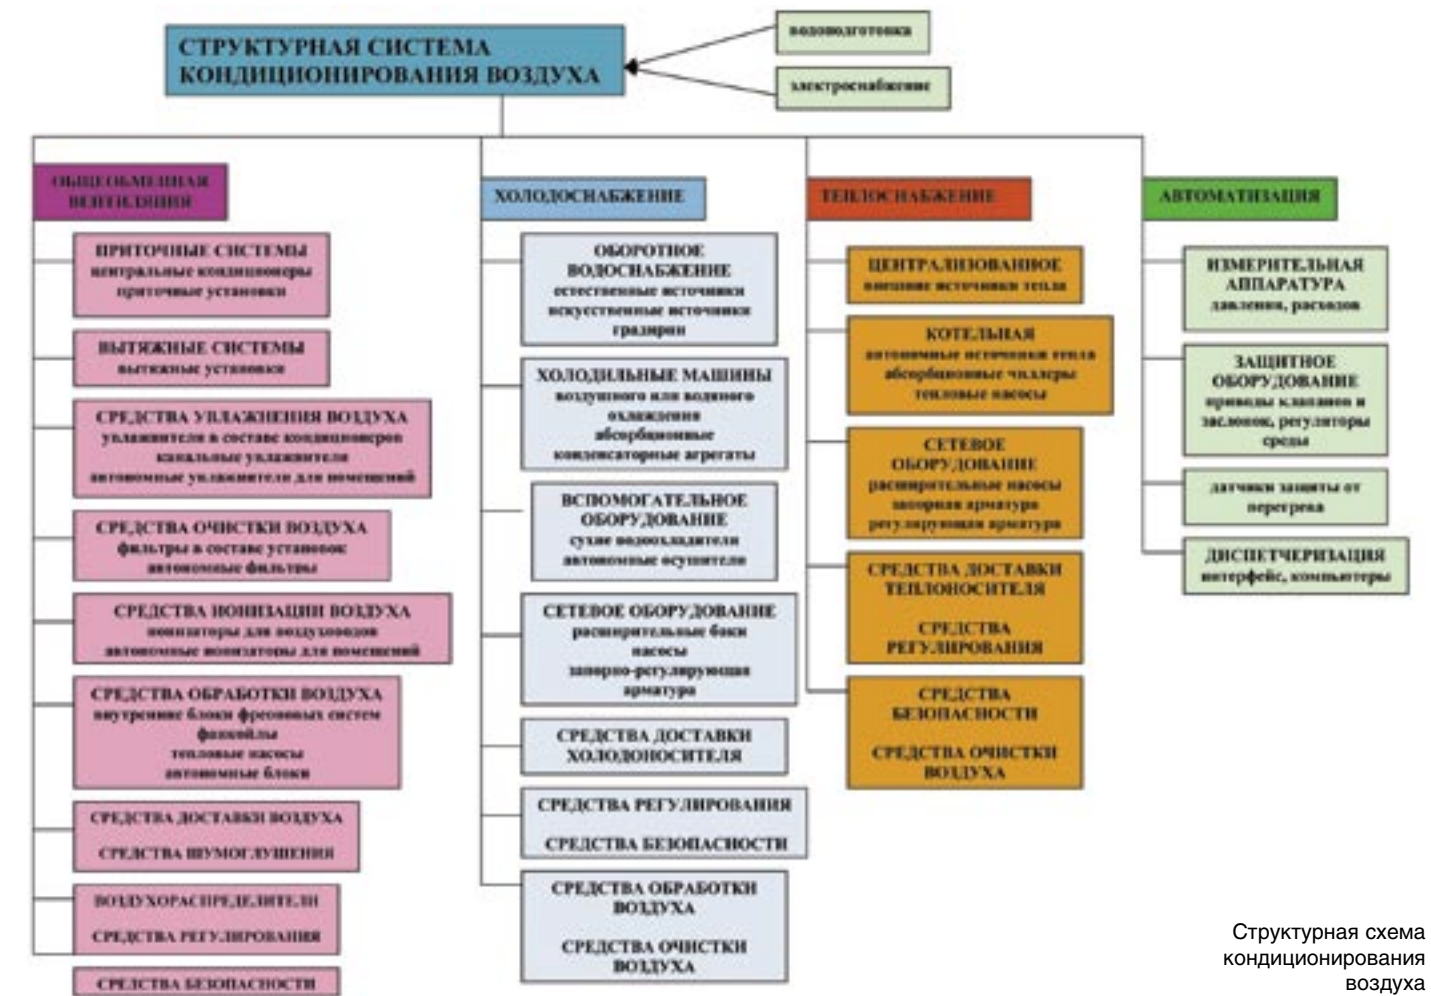 СТРУКТУРНАЯ СИСТЕМА
КОНДИЦИОНИРОВАНИЯ ВОЗДУХА
водоподготовка
электроснабжение
ОБЩЕОБМЕННАЯ
ВЕНТИЛЯЦИЯ
ПРИТОЧНЫЕ СИСТЕМЫ
центральные кондиционеры
приточные установки
ВЫТЯЖНЫЕ СИСТЕМЫ
вытяжные установки
СРЕДСТВА УВЛАЖНЕНИЯ ВОЗДУХА
увлажнители в составе кондиционеров
канальные увлажнители
автономные увлажнители для помещений
СРЕДСТВА ОЧИСТКИ ВОЗДУХА
фильтры в составе установок
автономные фильтры
СРЕДСТВА ИОНИЗАЦИИ ВОЗДУХА
ионизаторы для воздуховодов
автономные ионизаторы для помещений
СРЕДСТВА ОБРАБОТКИ ВОЗДУХА
внутренние блоки фреоновых систем
фанкойлы
тепловые насосы
автономные блоки
СРЕДСТВА ДОСТАВКИ ВОЗДУХА
СРЕДСТВА ШУМОГЛУШЕНИЯ
ВОЗДУХОРАСПРЕДЕЛИТЕЛИ
СРЕДСТВА РЕГУЛИРОВАНИЯ
СРЕДСТВА БЕЗОПАСНОСТИ
ХОЛОДОСНАБЖЕНИЕ
ОБОРОТНОЕ
ВОДОСНАБЖЕНИЕ
естественные источники
искусственные источники
градирни
ХОЛОДИЛЬНЫЕ МАШИНЫ
воздушного или водяного
охлаждения
абсорбционные
конденсаторные агрегаты
ВСПОМОГАТЕЛЬНОЕ
ОБОРУДОВАНИЕ
сухие водоохладители
автономные осушители
СЕТЕВОЕ ОБОРУДОВАНИЕ
расширительные баки
насосы
запорно-регулирующая
арматура
СРЕДСТВА ДОСТАВКИ
ХОЛОДОНОСИТЕЛЯ
СРЕДСТВА РЕГУЛИРОВАНИЯ
СРЕДСТВА БЕЗОПАСНОСТИ
СРЕДСТВА ОБРАБОТКИ
ВОЗДУХА
СРЕДСТВА ОЧИСТКИ
ВОЗДУХА
ТЕПЛОСНАБЖЕНИЕ
ЦЕНТРАЛИЗОВАННОЕ
внешние источники тепла
КОТЕЛЬНАЯ
автономные источники тепла
абсорбционные чиллеры
тепловые насосы
СЕТЕВОЕ
ОБОРУДОВАНИЕ
расширительные насосы
запорная арматура
регулирующая арматура
СРЕДСТВА ДОСТАВКИ
ТЕПЛОНОСИТЕЛЯ
СРЕДСТВА
РЕГУЛИРОВАНИЯ
СРЕДСТВА
БЕЗОПАСНОСТИ
СРЕДСТВА ОЧИСТКИ
ВОЗДУХА
АВТОМАТИЗАЦИЯ
ИЗМЕРИТЕЛЬНАЯ
АППАРАТУРА
давления, расходов
ЗАЩИТНОЕ
ОБОРУДОВАНИЕ
приводы клапанов и
заслонок, регуляторы
среды
датчики защиты от
перегрева
ДИСПЕТЧЕРИЗАЦИЯ
интерфейс, компьютеры
Структурная схема
кондиционирования
воздуха